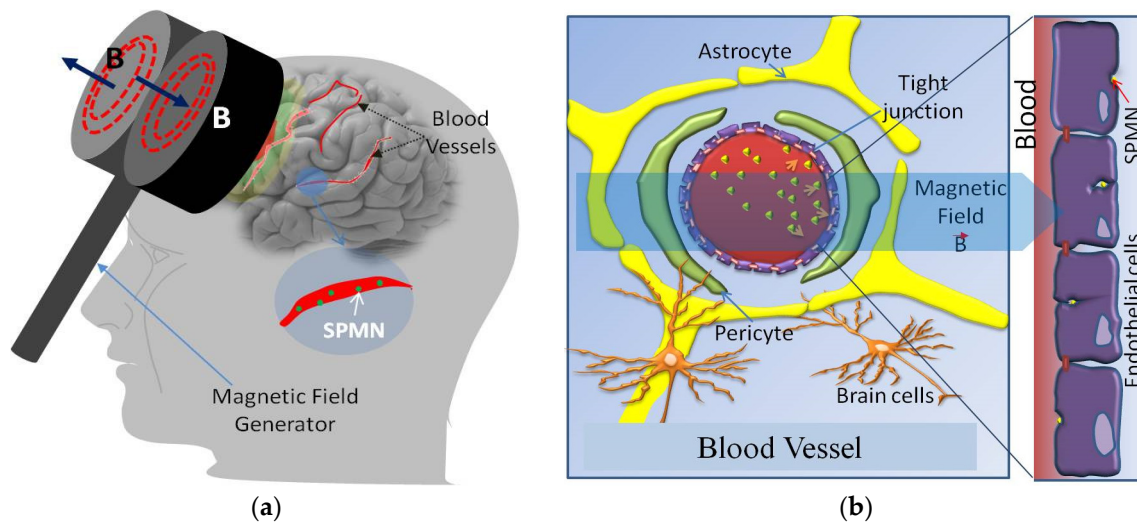 B
B
Blood
Vessels
SPMN
Magnetic Field
Generator
(a)
Astrocyte
Tight
junction
Magnetic
Field
B
Pericyte
Brain cells
Blood Vessel
Blood
SPMN
Endothelial cells
(b)